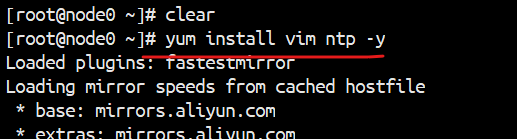 [root@node0 ~]# clear
[root@node0 ~]# yum install vim ntp -y
Loaded plugins: fastestmirror
Loading mirror speeds from cached hostfile
 * base: mirrors.aliyun.com
 * extras: mirrors.aliyun.com